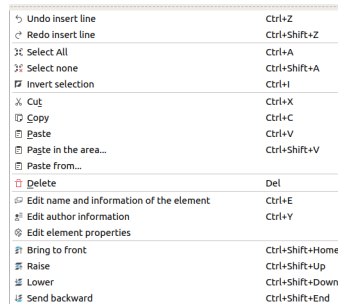 Undo insert line Ctrl+Z
Redo insert line Ctrl+Shift+Z
Select All Ctrl+A
Select none Ctrl+Shift+A
Invert selection Ctrl+I
Cut Ctrl+X
Copy Ctrl+C
Paste Ctrl+V
Paste in the area... Ctrl+Shift+V
Paste from...
Delete Del
Edit name and information of the element Ctrl+E
Edit author information Ctrl+Y
Edit element properties
Bring to front Ctrl+Shift+Home
Raise Ctrl+Shift+Up
Lower Ctrl+Shift+Down
Send backward Ctrl+Shift+End